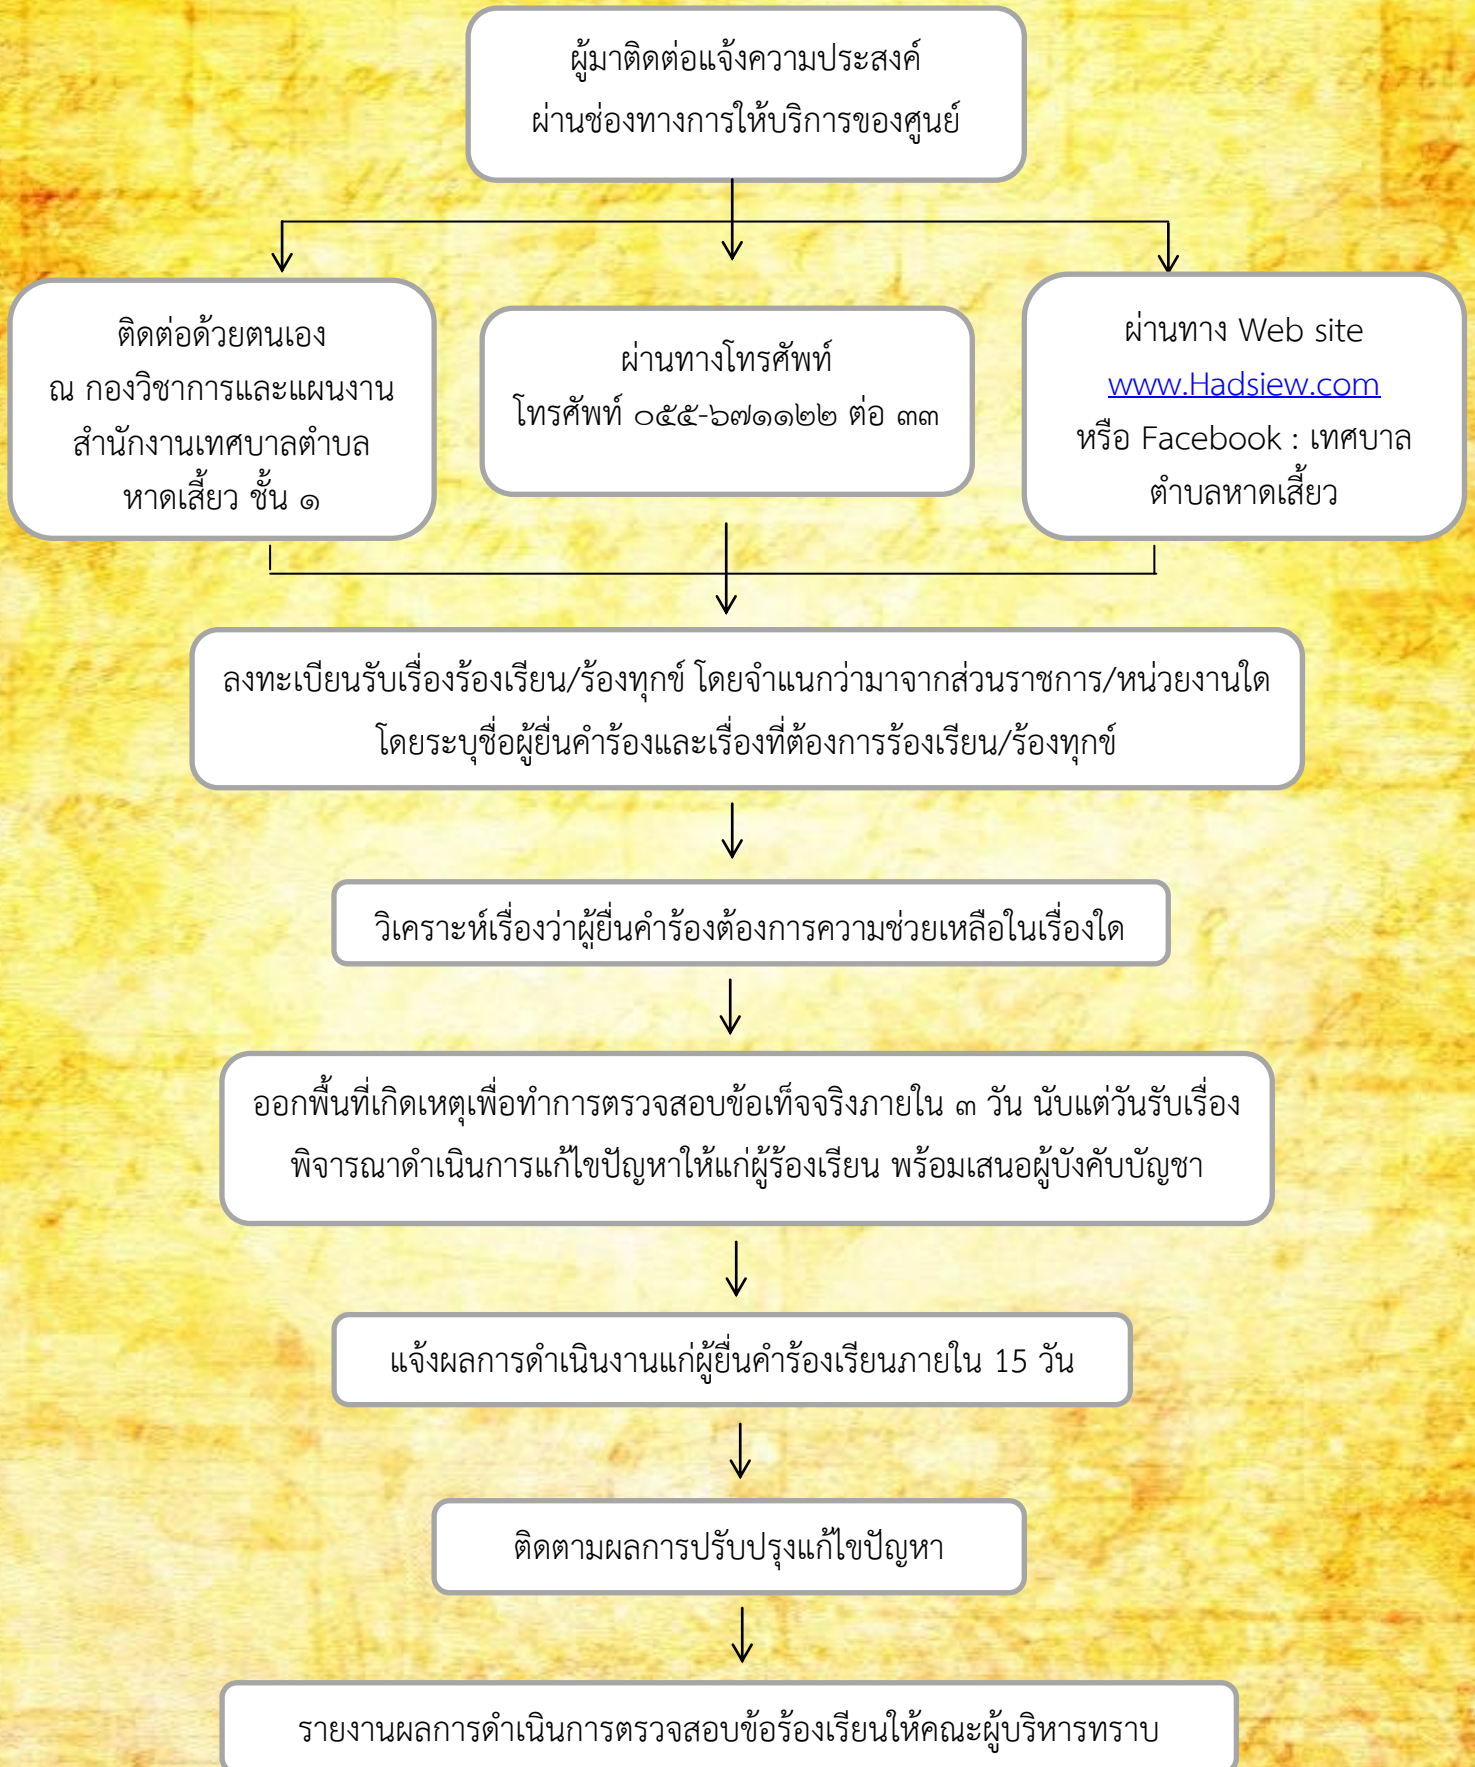 ผู้มาติดต่อแจ้งความประสงค์
ผ่านช่องทางการให้บริการของศูนย์
ติดต่อด้วยตนเอง
ณ กองวิชาการและแผนงาน
สำนักงานเทศบาลตำบล
หาดเสี้ยว ชั้น ๑
ผ่านทางโทรศัพท์
โทรศัพท์ ๐๕๕-๖๗๑๑๒๒ ต่อ ๓๓
ผ่านทาง Web site
www.Hadsiew.com
หรือ Facebook : เทศบาล
ตำบลหาดเสี้ยว
ลงทะเบียนรับเรื่องร้องเรียน/ร้องทุกข์ โดยจำแนกว่ามาจากส่วนราชการ/หน่วยงานใด
โดยระบุชื่อผู้ยื่นคำร้องและเรื่องที่ต้องการร้องเรียน/ร้องทุกข์
วิเคราะห์เรื่องว่าผู้ยื่นคำร้องต้องการความช่วยเหลือในเรื่องใด
ออกพื้นที่เกิดเหตุเพื่อทำการตรวจสอบข้อเท็จจริงภายใน ๓ วัน นับแต่วันรับเรื่อง
พิจารณาดำเนินการแก้ไขปัญหาให้แก่ผู้ร้องเรียน พร้อมเสนอผู้บังคับบัญชา
แจ้งผลการดำเนินงานแก่ผู้ยื่นคำร้องเรียนภายใน 15 วัน
ติดตามผลการปรับปรุงแก้ไขปัญหา
รายงานผลการดำเนินการตรวจสอบข้อร้องเรียนให้คณะผู้บริหารทราบ